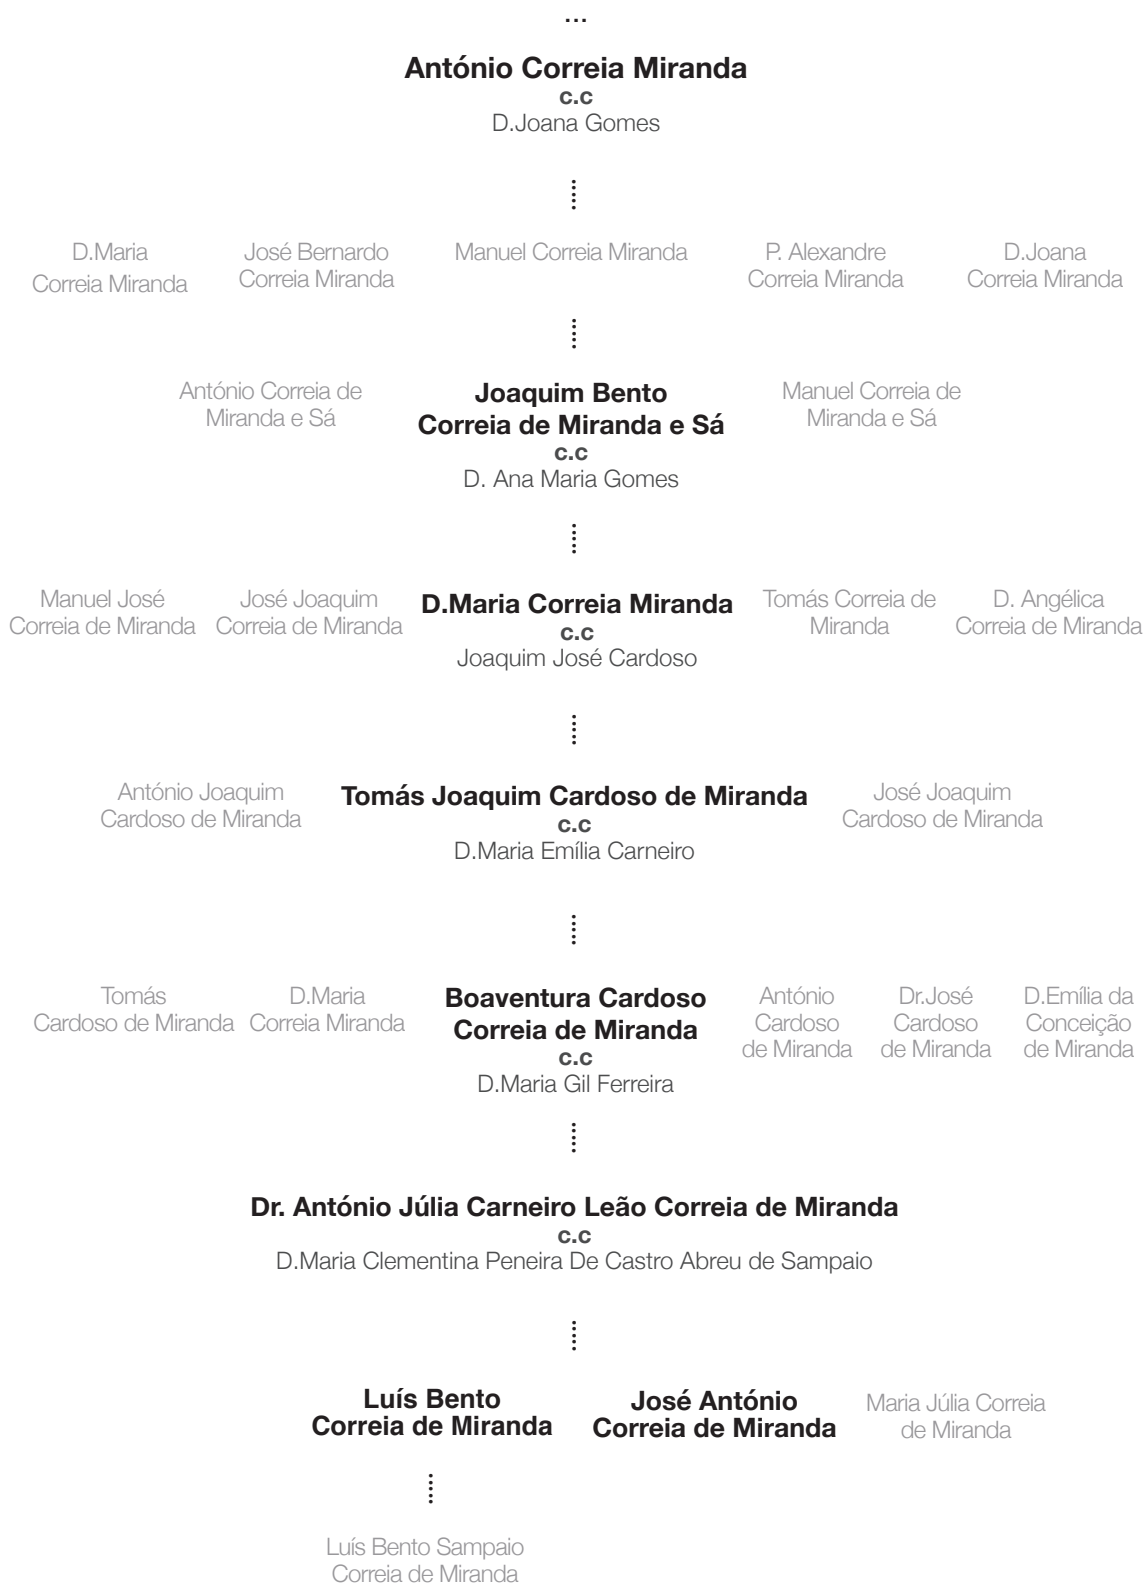 ...
António Correia Miranda
c.c
D.Joana Gomes
D.Maria
Correia Miranda
José Bernardo
Correia Miranda
Manuel Correia Miranda
P. Alexandre
Correia Miranda
D.Joana
Correia Miranda
António Correia de
Miranda e Sá
Joaquim Bento
Correia de Miranda e Sá
c.c
D. Ana Maria Gomes
Manuel Correia de
Miranda e Sá
Manuel José
Correia de Miranda
José Joaquim
Correia de Miranda
D.Maria Correia Miranda
c.c
Joaquim José Cardoso
Tomás Correia de
Miranda
D. Angélica
Correia de Miranda
António Joaquim
Cardoso de Miranda
Tomás Joaquim Cardoso de Miranda
c.c
D.Maria Emília Carneiro
José Joaquim
Cardoso de Miranda
Tomás
Cardoso de Miranda
D.Maria
Correia Miranda
Boaventura Cardoso
Correia de Miranda
c.c
D.Maria Gil Ferreira
António
Cardoso
de Miranda
Dr.José
Cardoso
de Miranda
D.Emília da
Conceição
de Miranda
Dr. António Júlia Carneiro Leão Correia de Miranda
c.c
D.Maria Clementina Peneira De Castro Abreu de Sampaio
Luís Bento
Correia de Miranda
José António
Correia de Miranda
Maria Júlia Correia
de Miranda
Luís Bento Sampaio
Correia de Miranda